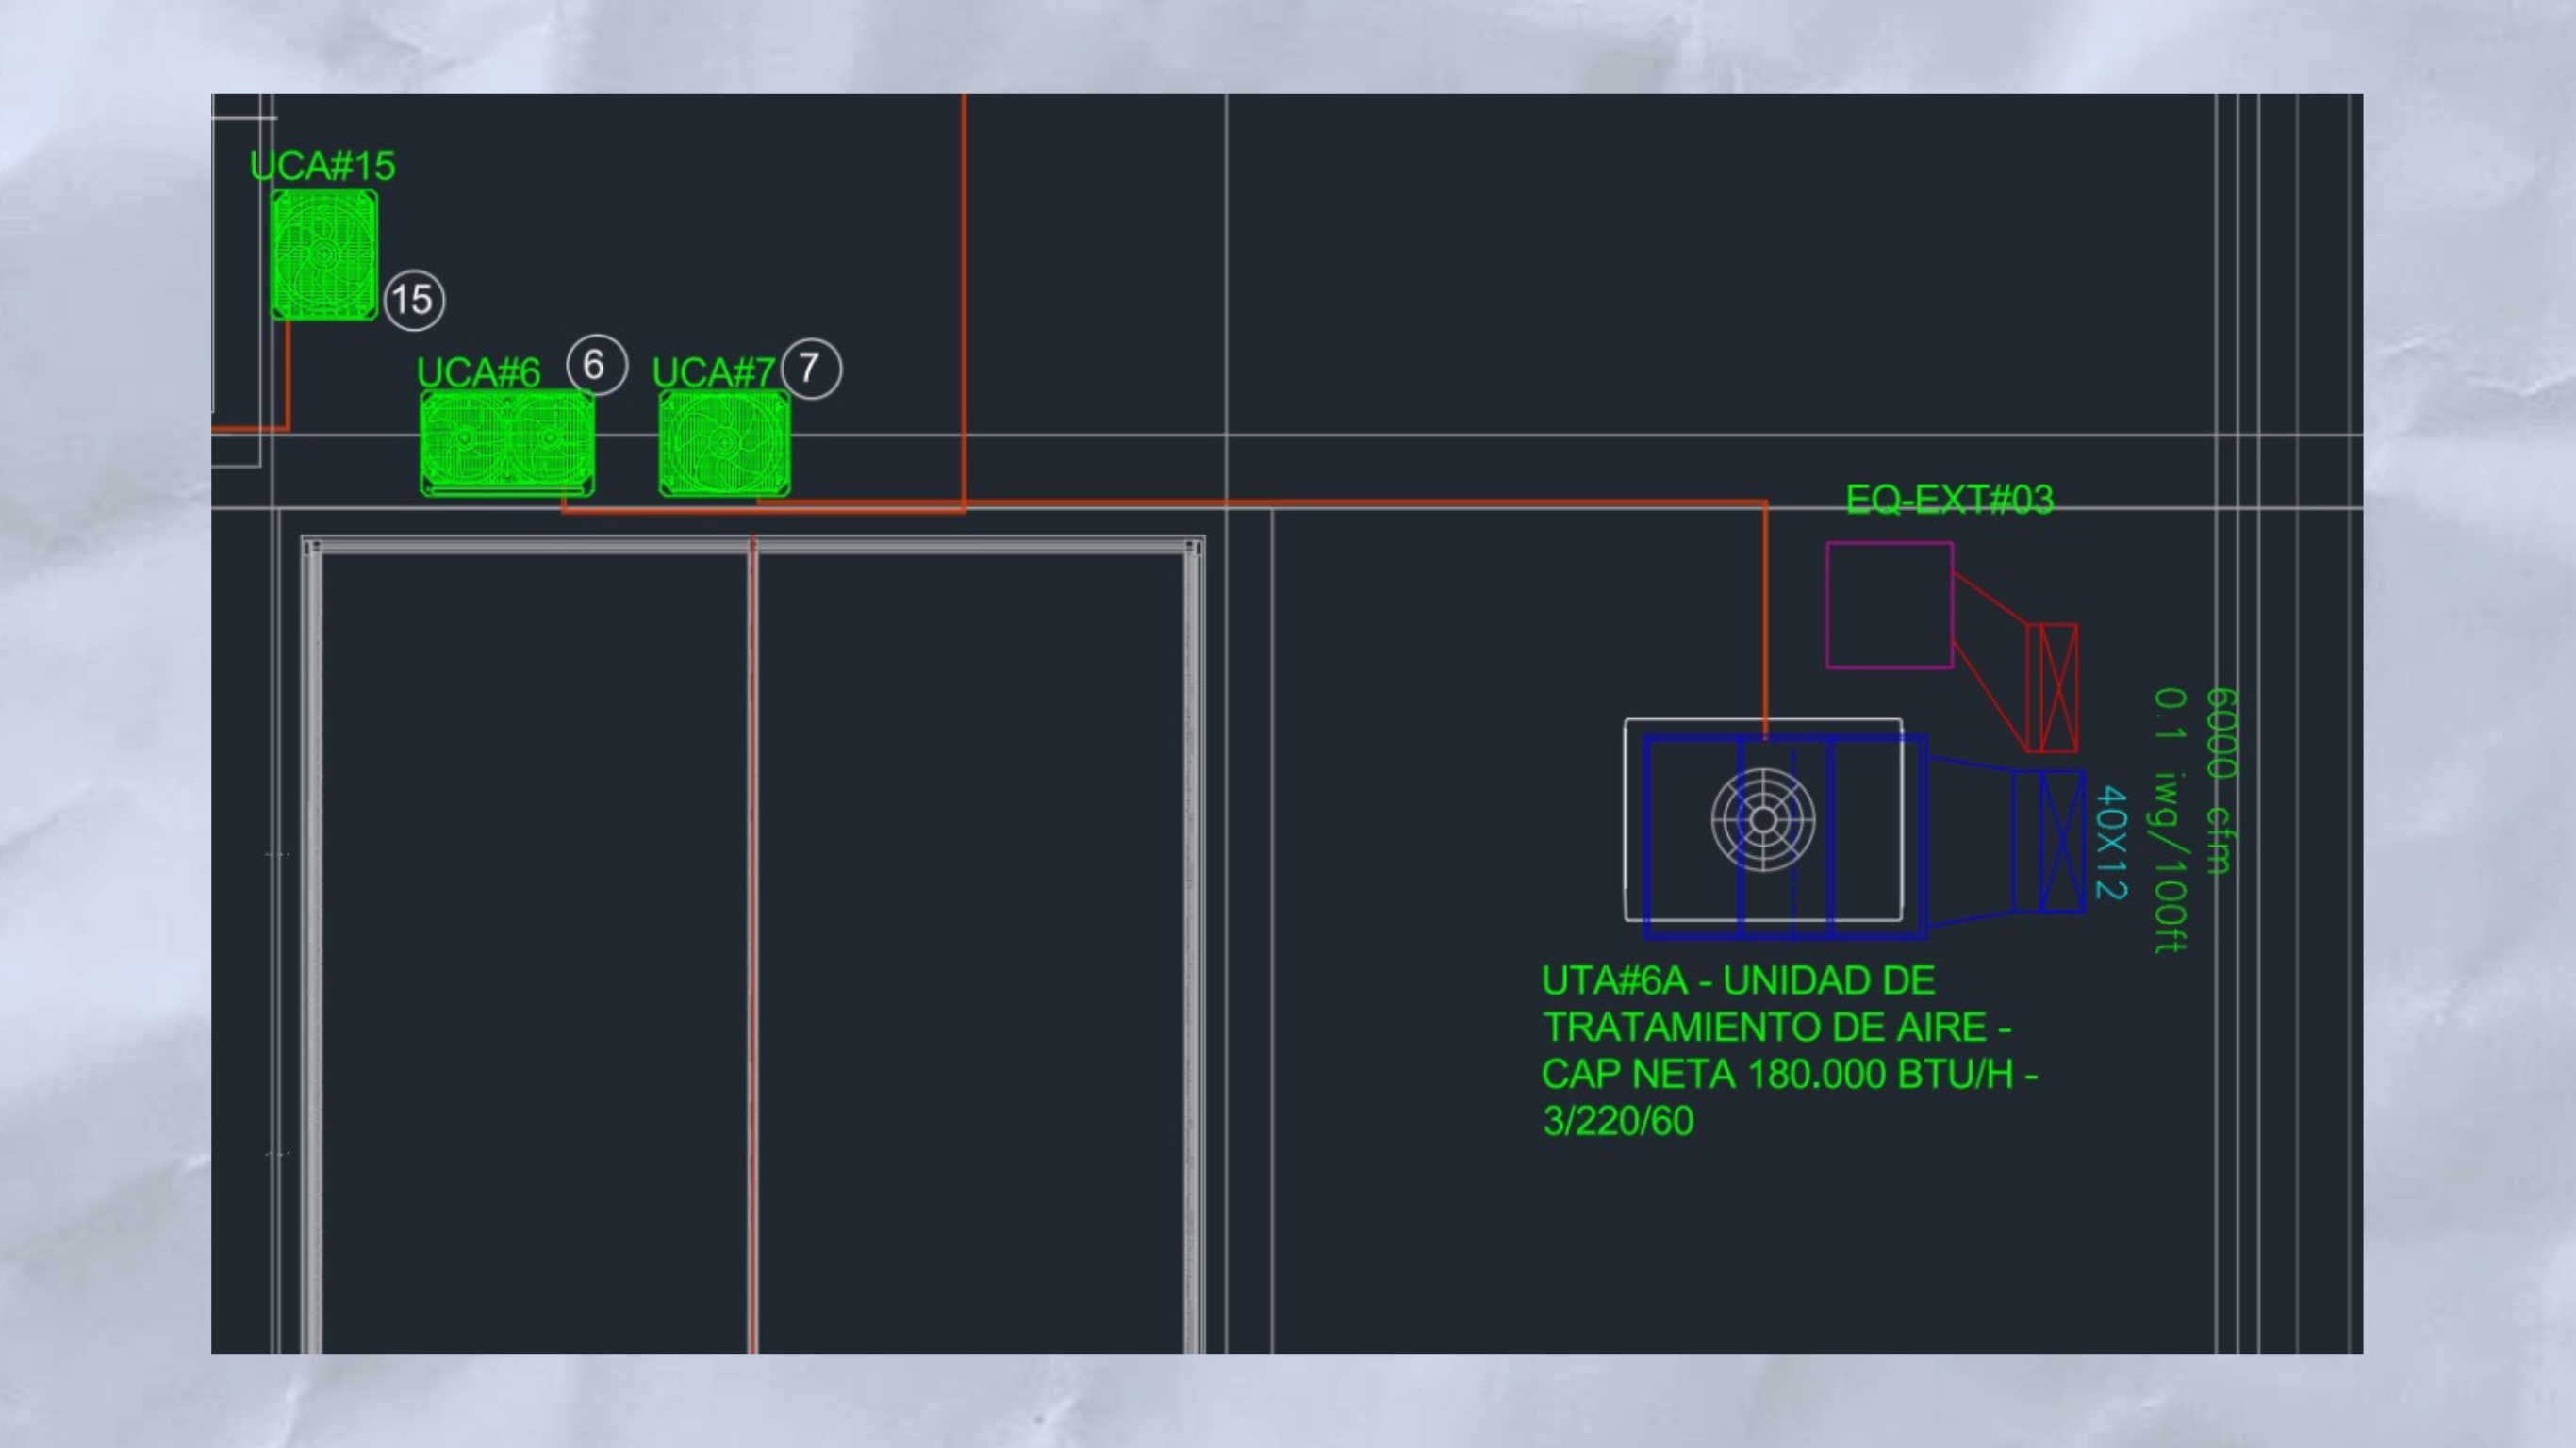 UCA#15
15
UCA#6
6
UCA#7
7
EQ-EXT#03
6000 cfm
0.1 iwg/100ft
40X12
UTA#6A - UNIDAD DE
TRATAMIENTO DE AIRE -
CAP NETA 180.000 BTU/H -
3/220/60